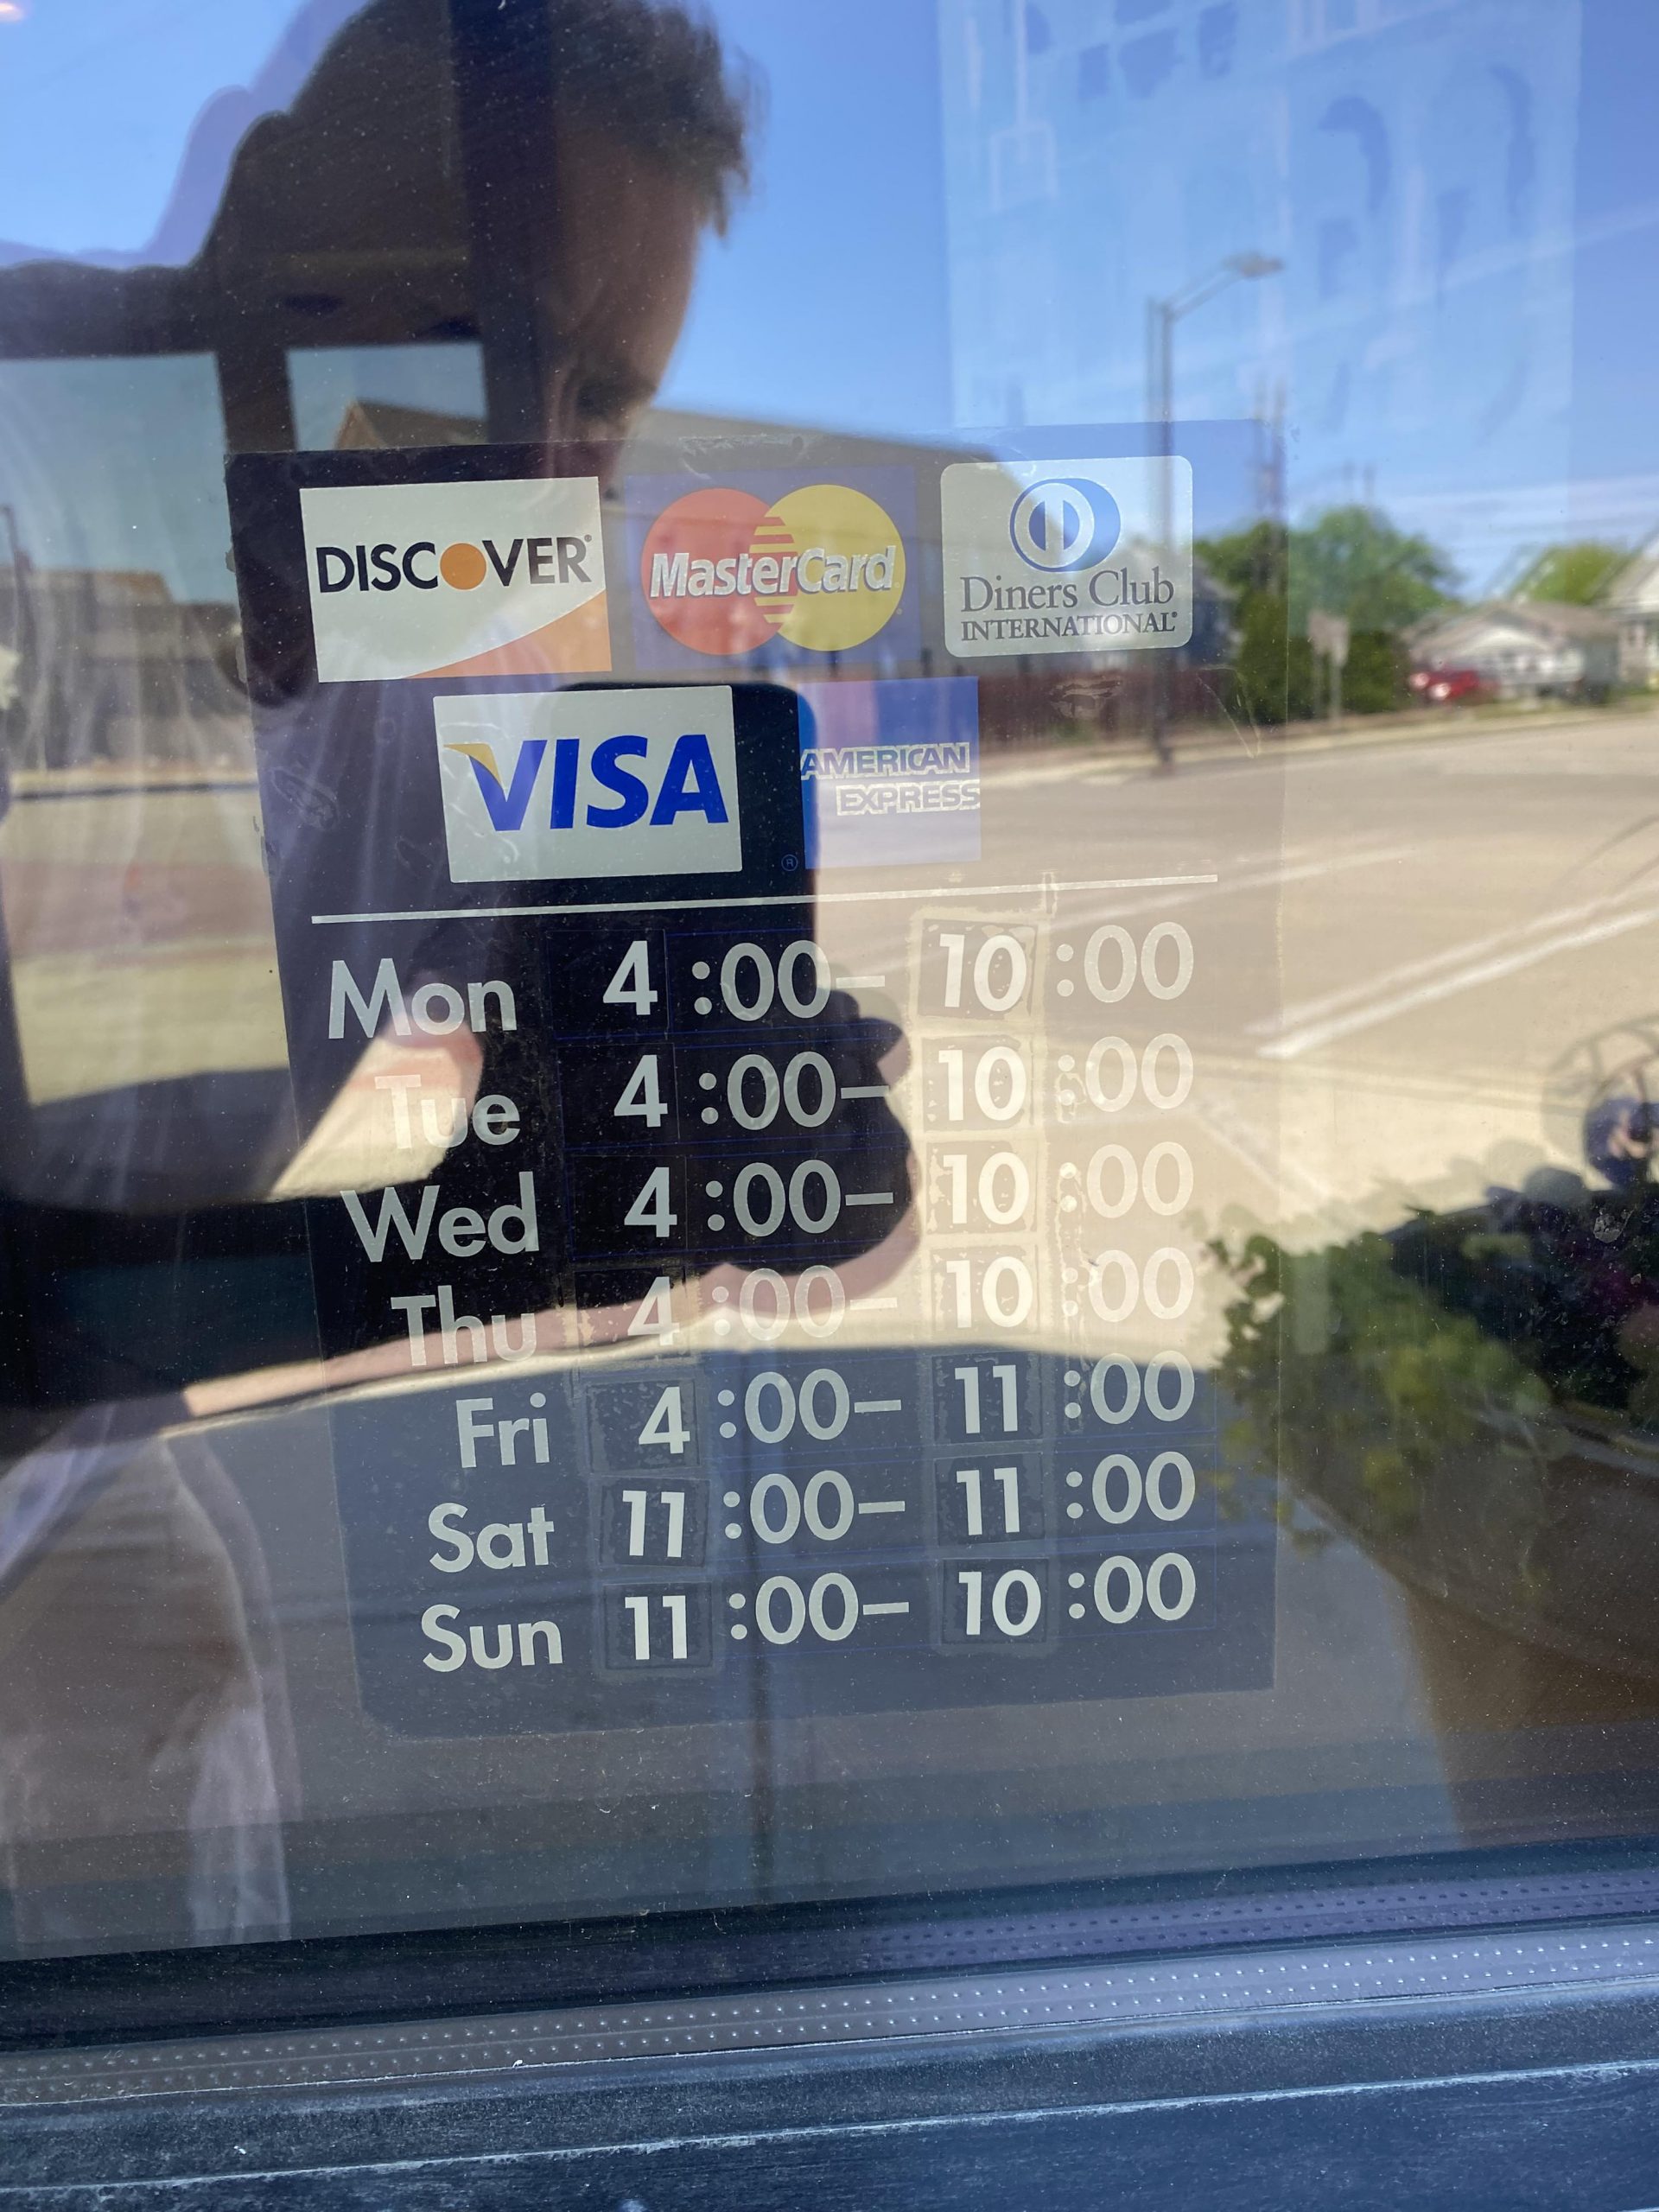 DISCOVER® MasterCard® Diners Club INTERNATIONAL®
VISA® AMERICAN EXPRESS
Mon 4 :00– 10 :00
Tue 4 :00– 10 :00
Wed 4 :00– 10 :00
Thu 4 :00– 10 :00
Fri 4 :00– 11 :00
Sat 11 :00– 11 :00
Sun 11 :00– 10 :00